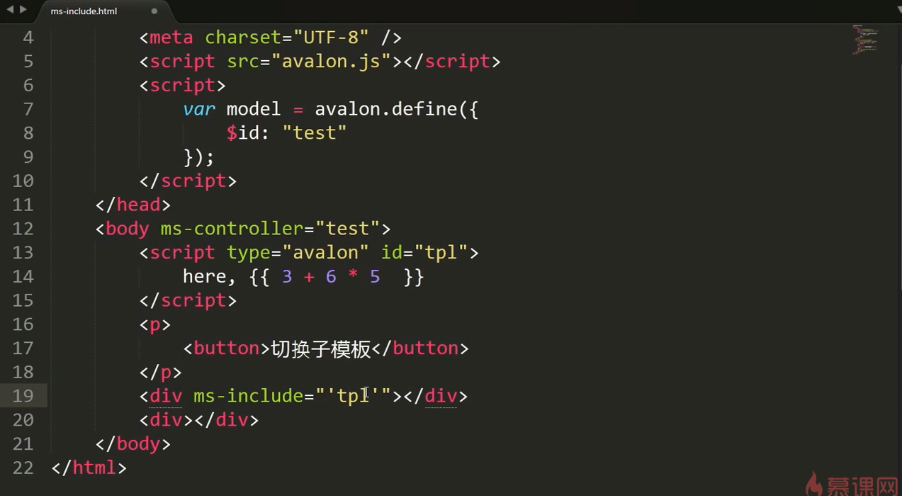 ms-include.html
4 <meta charset="UTF-8" />
5 <script src="avalon.js"></script>
6 <script>
7 var model = avalon.define({
8 $id: "test"
9 });
10 </script>
11 </head>
12 <body ms-controller="test">
13 <script type="avalon" id="tpl">
14 here, {{ 3 + 6 * 5  }}
15 </script>
16 <p>
17 <button>切换子模板</button>
18 </p>
19 <div ms-include="'tpl'"></div>
20 <div></div>
21 </body>
22 </html>
慕课网